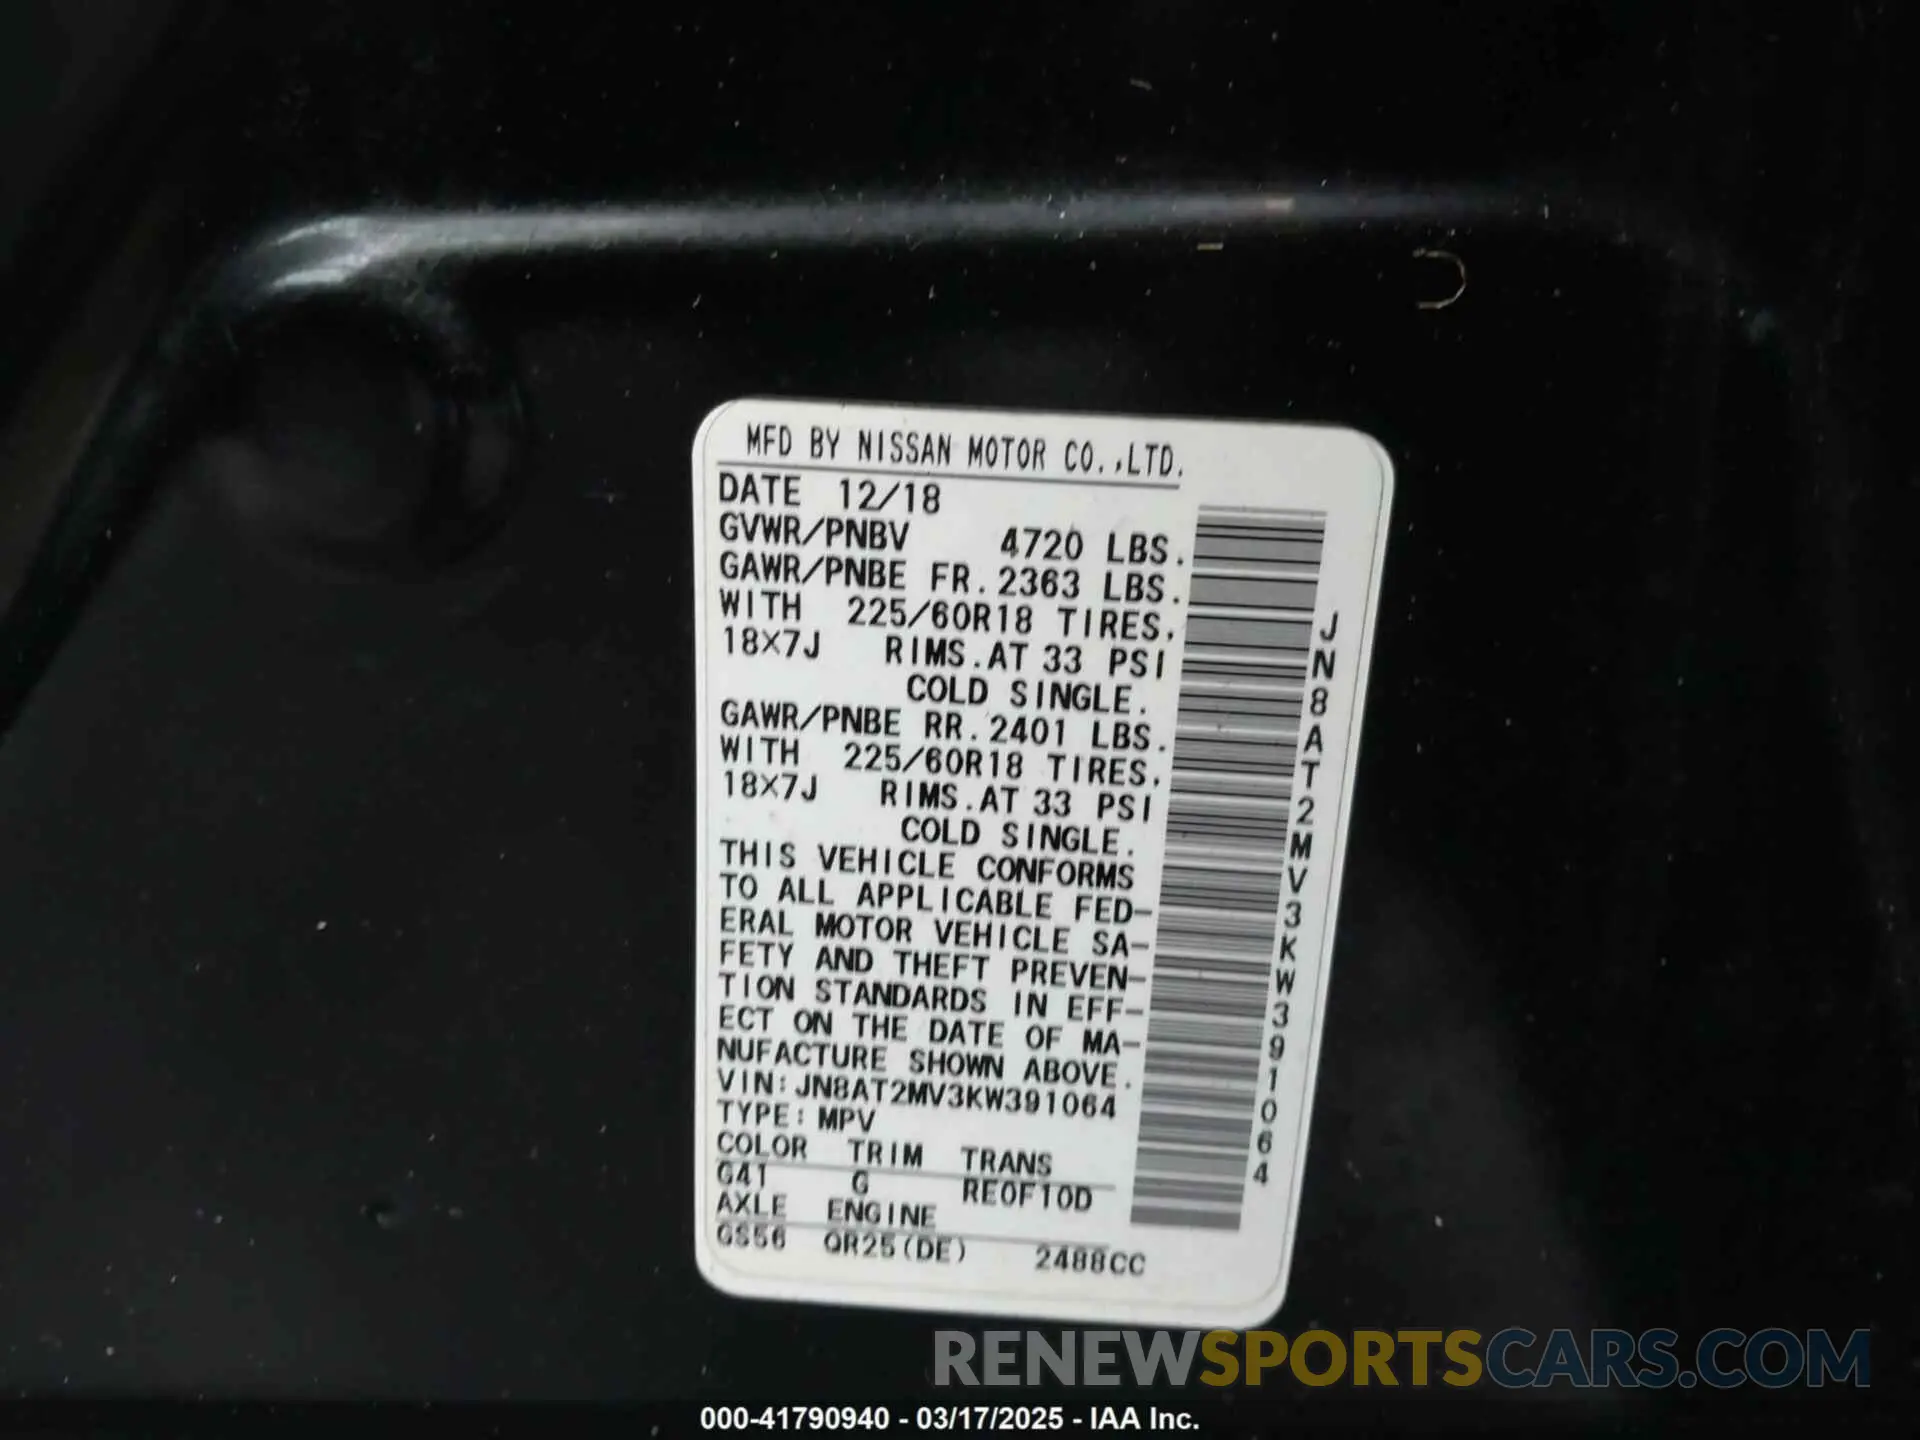 MFD BY NISSAN MOTOR CO.,LTD.
DATE 12/18
GVWR/PNBV 4720 LBS.
GAWR/PNBE FR. 2363 LBS.
WITH 225/60R18 TIRES,
18X7J RIMS.AT 33 PSI
COLD SINGLE.
GAWR/PNBE RR. 2401 LBS.
WITH 225/60R18 TIRES,
18X7J RIMS.AT 33 PSI
COLD SINGLE.
THIS VEHICLE CONFORMS
TO ALL APPLICABLE FED-
ERAL MOTOR VEHICLE SA-
FETY AND THEFT PREVEN-
TION STANDARDS IN EFF-
ECT ON THE DATE OF MA-
NUFACTURE SHOWN ABOVE.
VIN:JN8AT2MV3KW391064
TYPE:MPV
COLOR TRIM TRANS
G41 G RE0F10D
AXLE ENGINE
GS56 QR25(DE) 2488CC
JN8AT2MV3KW391064
RENEWSPORTSCARS.COM
000-41790940 - 03/17/2025 - IAA Inc.